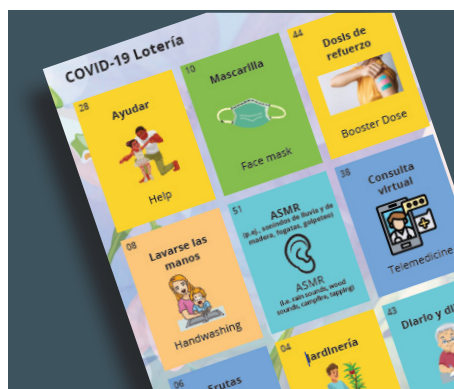 COVID-19 Lotería
28
Ayudar
Help
10
Mascarilla
Face mask
44
Dosis de
refuerzo
Booster Dose
08
Lavarse las
manos
Handwashing
51
ASMR
(p.ej., sonindos de lluvia y de
madera, fogatas, golpeteo)
ASMR
(i.e. rain sounds, wood
sounds, campfire, tapping)
38
Consulta
virtual
Telemedicine
06
Frutas
04
Jardinería
43
Diario y di